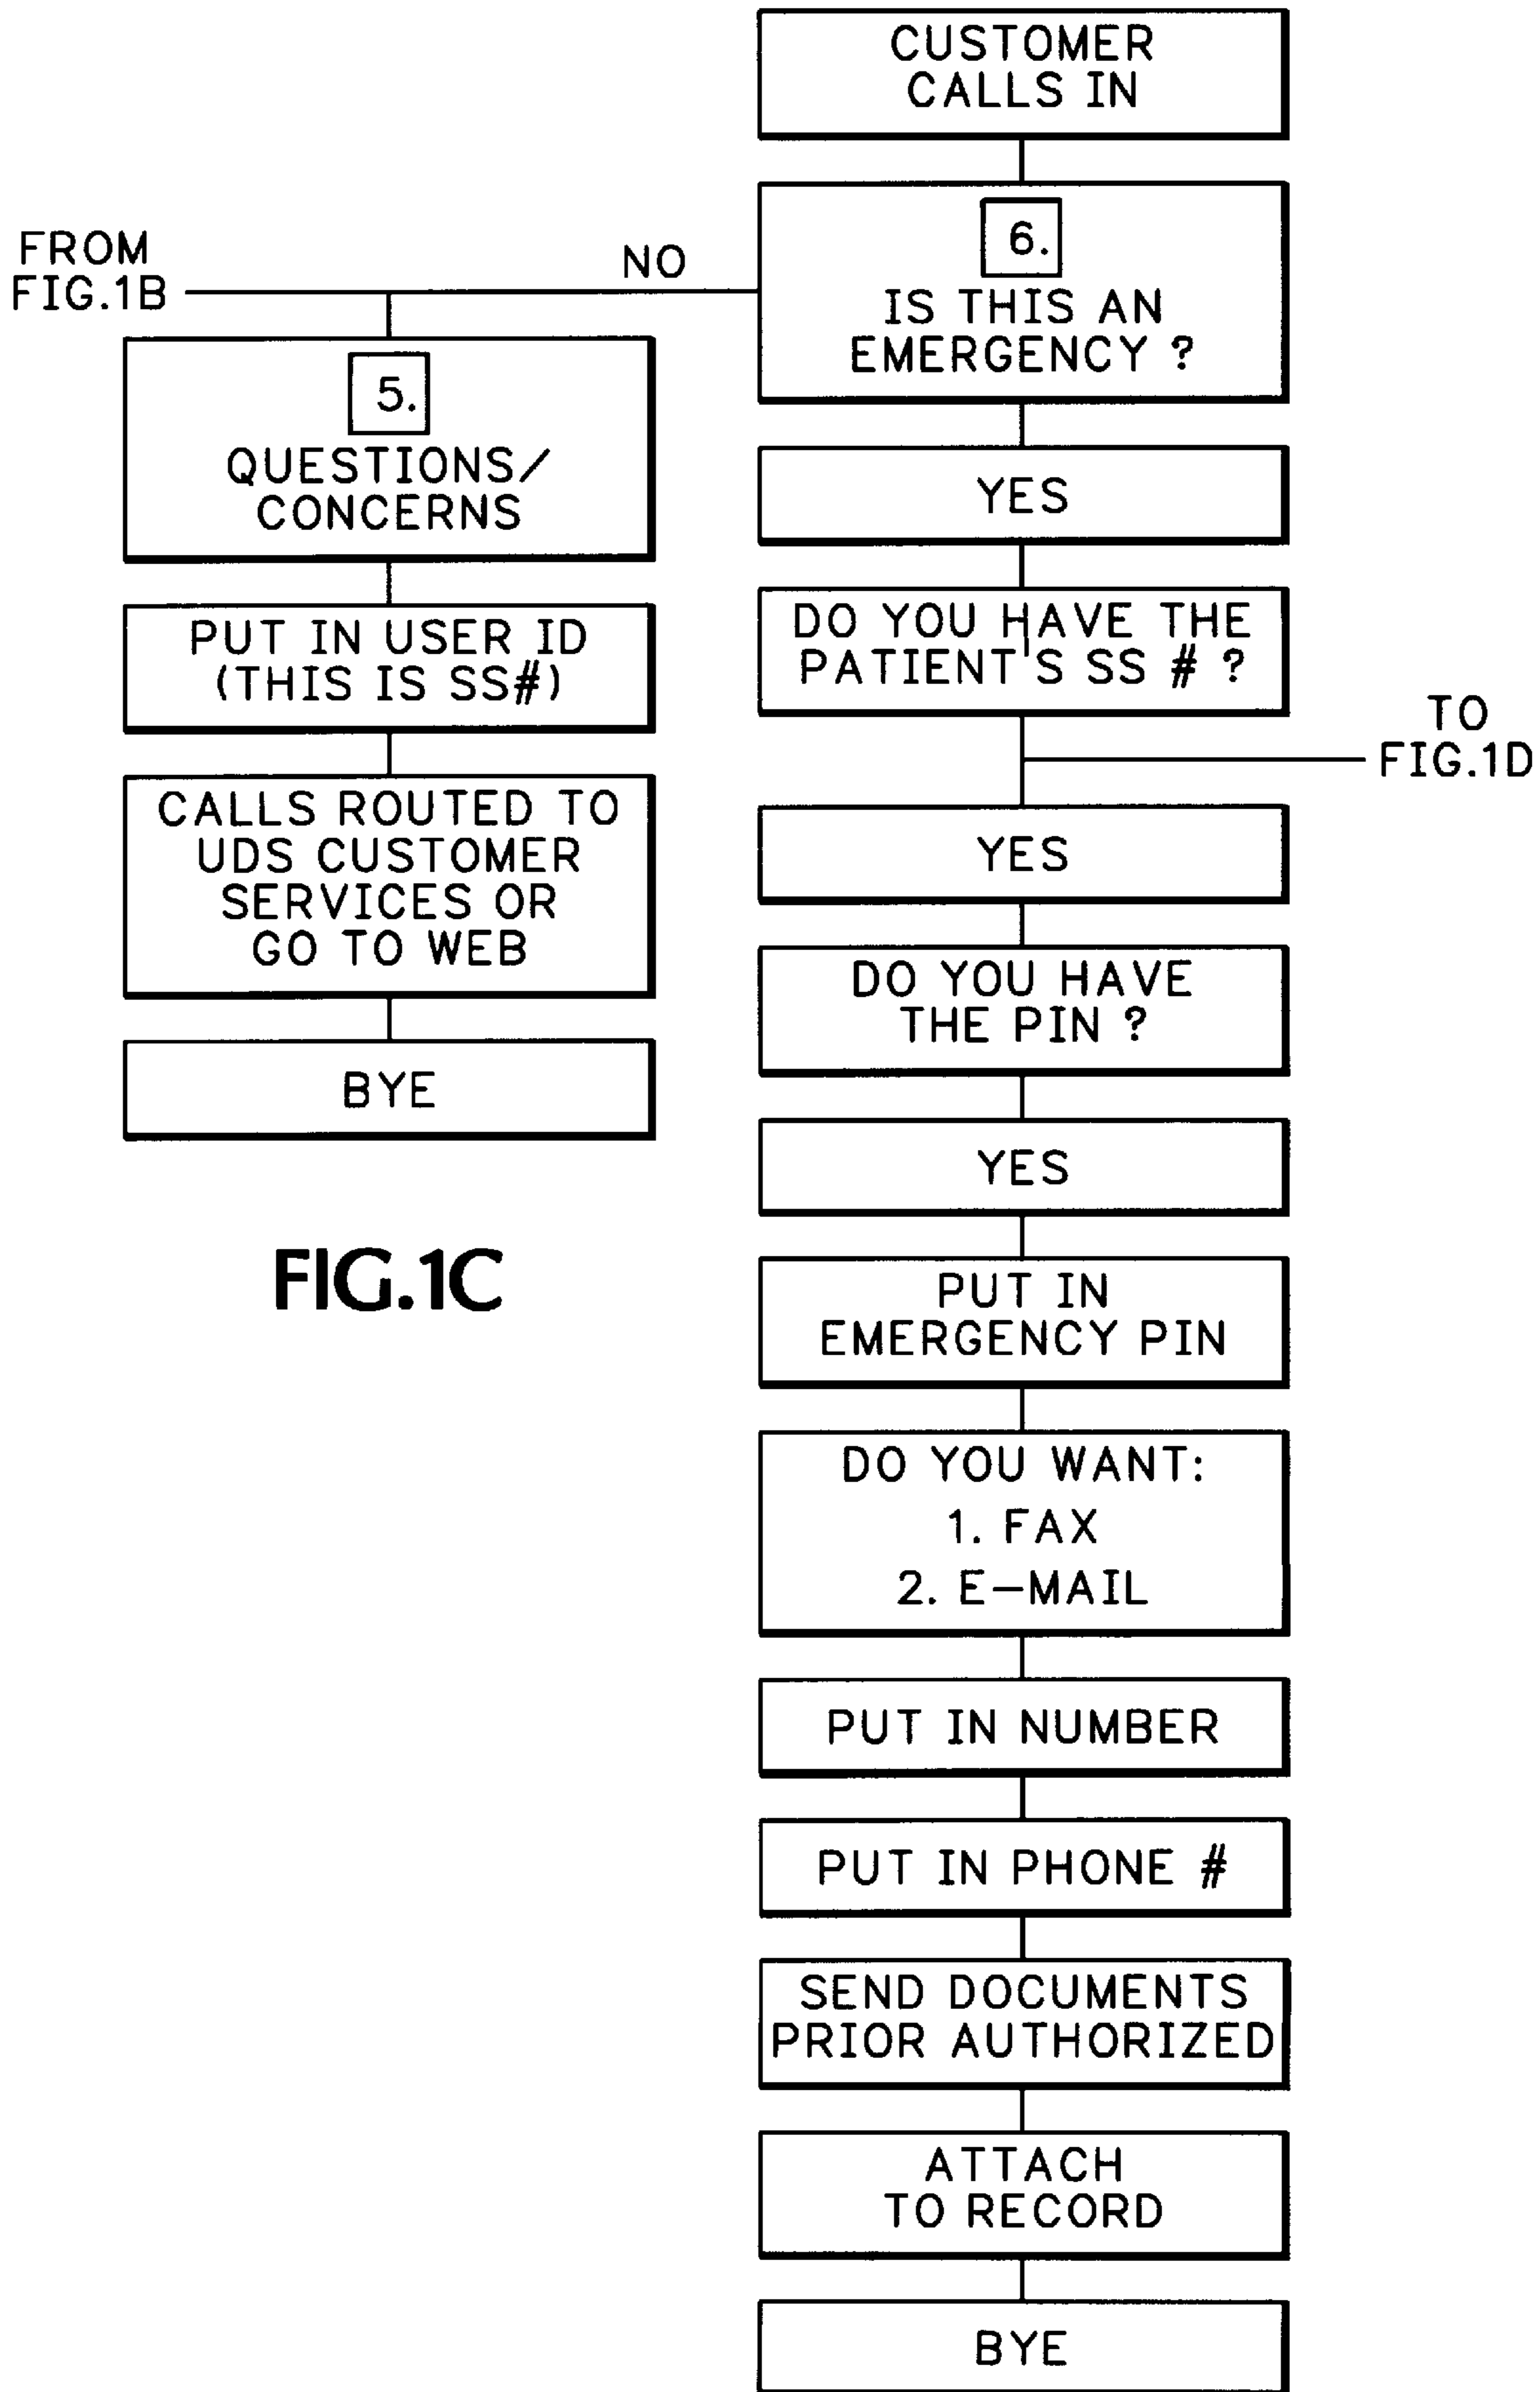 CUSTOMER
CALLS IN
6.
IS THIS AN
EMERGENCY ?
NO
FROM
FIG.1B
5.
QUESTIONS/
CONCERNS
PUT IN USER ID
(THIS IS SS#)
CALLS ROUTED TO
UDS CUSTOMER
SERVICES OR
GO TO WEB
BYE
FIG.1C
YES
DO YOU HAVE THE
PATIENT'S SS # ?
TO
FIG.1D
YES
DO YOU HAVE
THE PIN ?
YES
PUT IN
EMERGENCY PIN
DO YOU WANT:
1. FAX
2. E-MAIL
PUT IN NUMBER
PUT IN PHONE #
SEND DOCUMENTS
PRIOR AUTHORIZED
ATTACH
TO RECORD
BYE